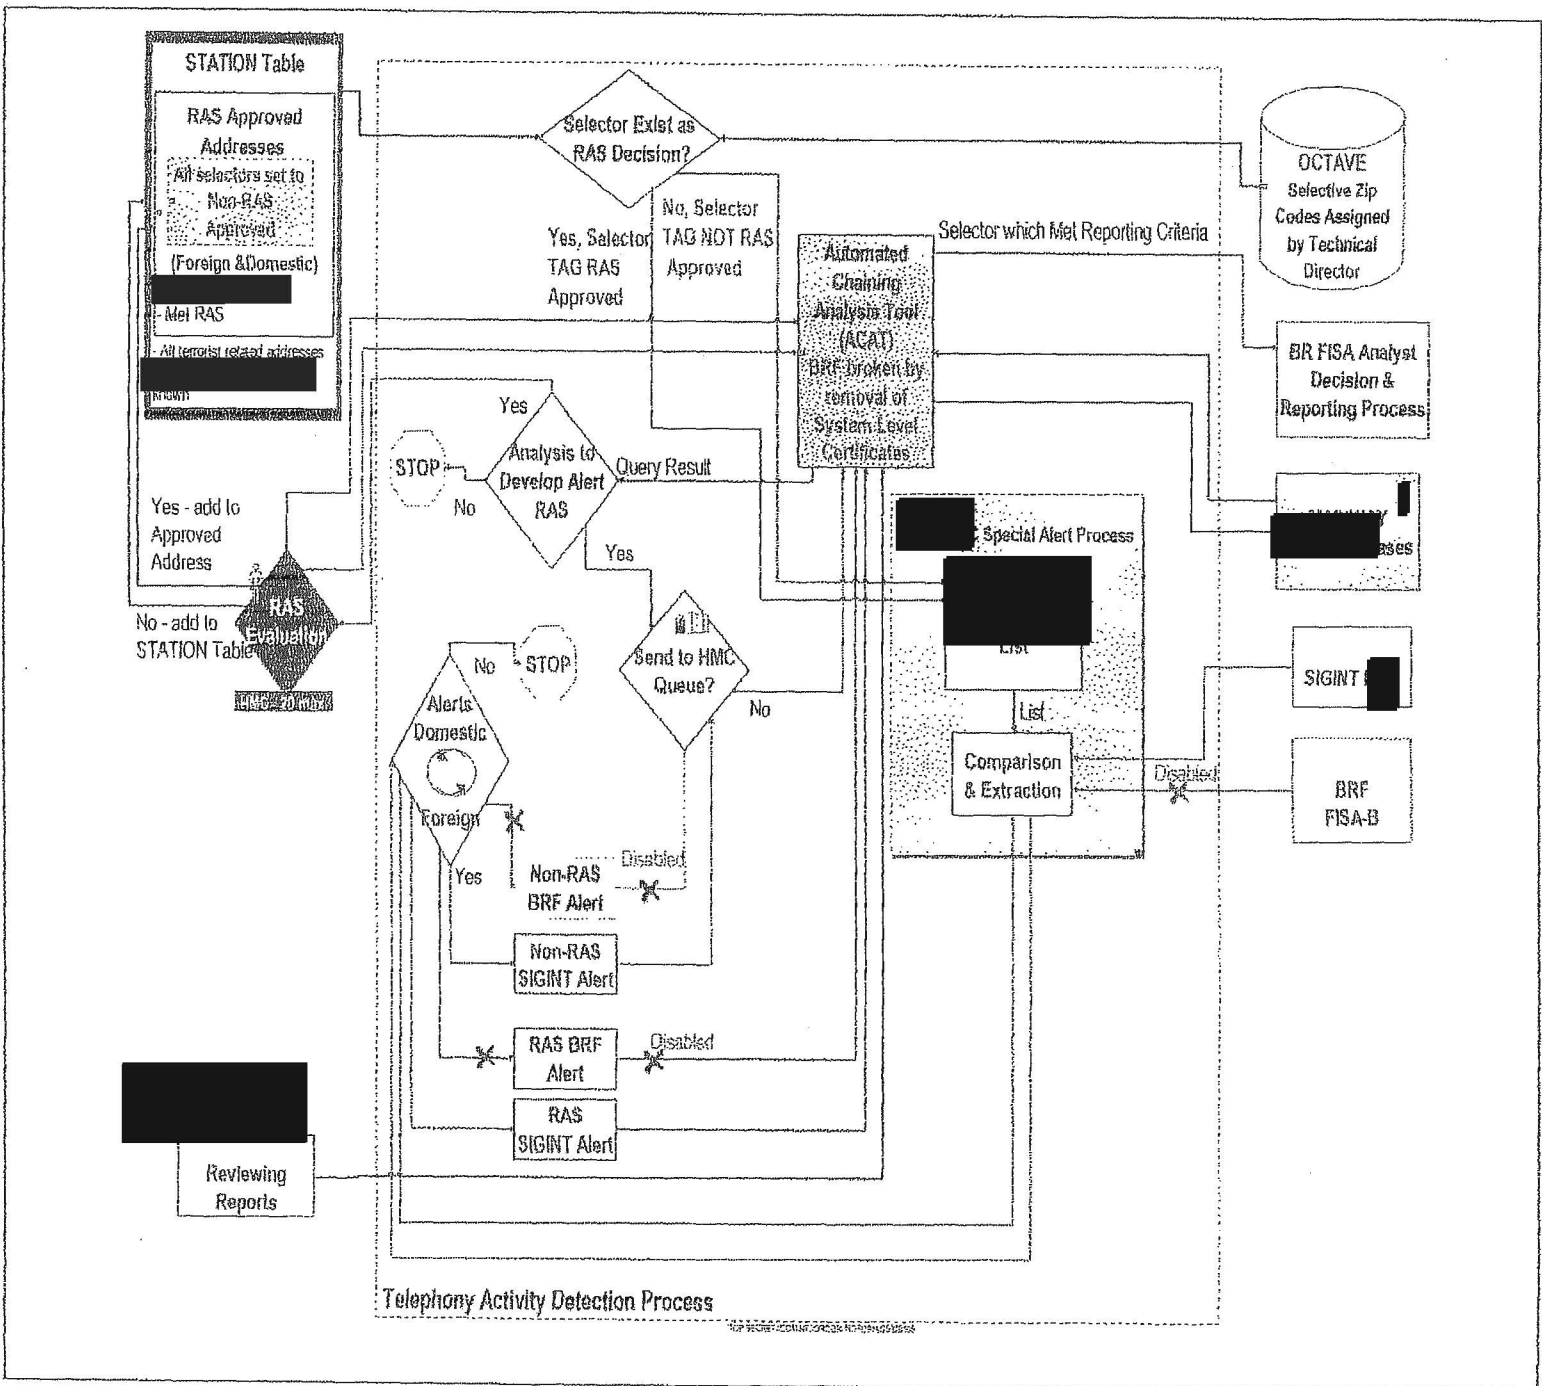 STATION Table
RAS Approved
Addresses
All selectors set to
Non-RAS
Approved
(Foreign &Domestic)
- Met RAS
- All terrorist related addresses
known
Selector Exist as
RAS Decision?
Yes, Selector
TAG RAS
Approved
No, Selector
TAG NOT RAS
Approved
OCTAVE
Selective Zip
Codes Assigned
by Technical
Director
Selector which Met Reporting Criteria
Automated
Chaining
Analysis Tool
(ACAT)
BRF broken by
removal of
System Level
Certificates
BR FISA Analyst
Decision &
Reporting Process
Yes
STOP
Analysis to
Develop Alert
RAS
Query Result
No
Yes
Yes - add to
Approved
Address
RAS
Evaluation
No - add to
STATION Table
Special Alert Process
List
List
Comparison
& Extraction
Disabled
SIGINT
BRF
FISA-B
Send to HMC
Queue?
No
No
STOP
Alerts
Domestic
Foreign
Yes
Non-RAS
BRF Alert
Disabled
Non-RAS
SIGINT Alert
RAS BRF
Alert
Disabled
RAS
SIGINT Alert
Reviewing
Reports
Telephony Activity Detection Process